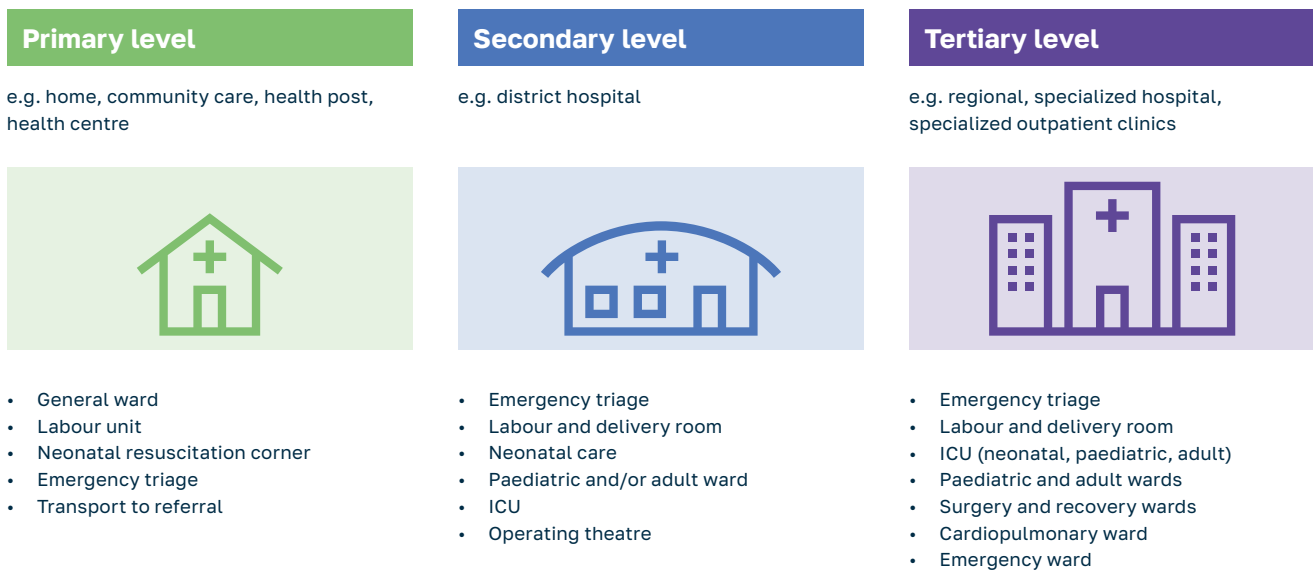 Primary level
e.g. home, community care, health post,
health centre
• General ward
• Labour unit
• Neonatal resuscitation corner
• Emergency triage
• Transport to referral
Secondary level
e.g. district hospital
• Emergency triage
• Labour and delivery room
• Neonatal care
• Paediatric and/or adult ward
• ICU
• Operating theatre
Tertiary level
e.g. regional, specialized hospital,
specialized outpatient clinics
• Emergency triage
• Labour and delivery room
• ICU (neonatal, paediatric, adult)
• Paediatric and adult wards
• Surgery and recovery wards
• Cardiopulmonary ward
• Emergency ward